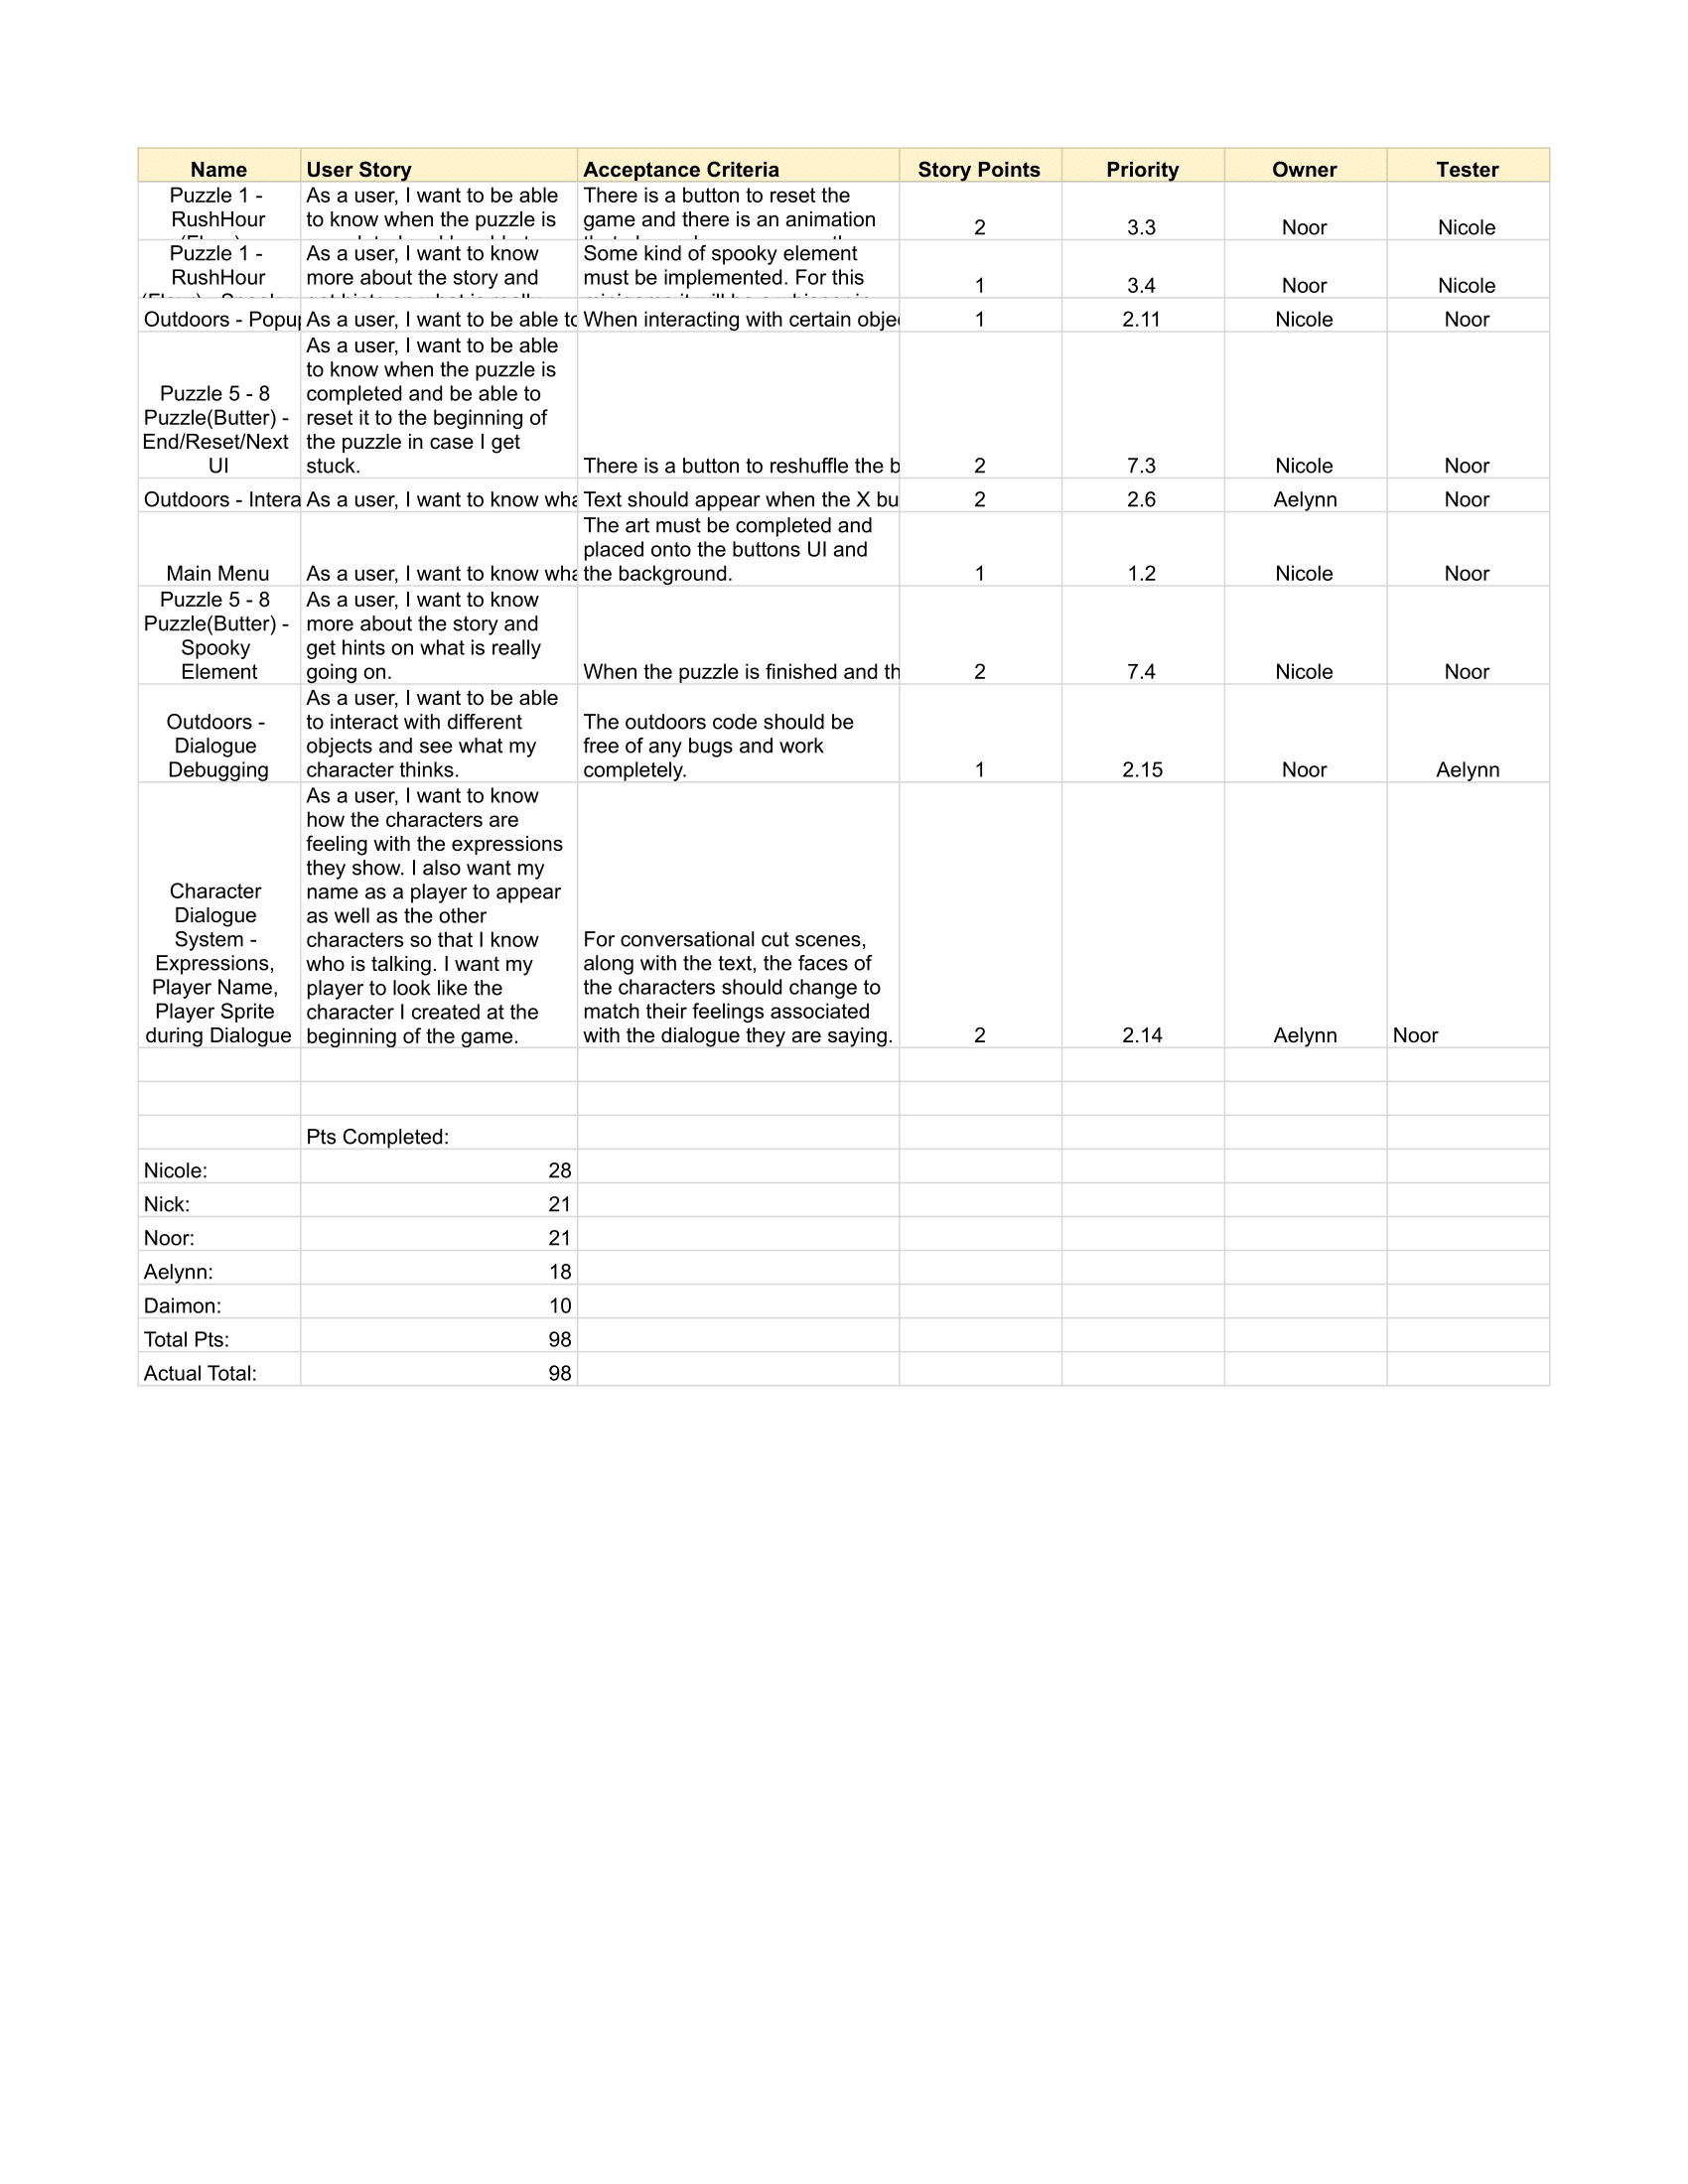 Name User Story Acceptance Criteria Story Points Priority Owner Tester
Puzzle 1 -
RushHour
As a user, I want to be able
to know when the puzzle is
There is a button to reset the
game and there is an animation
2 3.3 Noor Nicole
Puzzle 1 -
RushHour
As a user, I want to know
more about the story and
Some kind of spooky element
must be implemented. For this
1 3.4 Noor Nicole
Outdoors - Popup As a user, I want to be able to When interacting with certain obje 1 2.11 Nicole Noor
Puzzle 5 - 8
Puzzle(Butter) -
End/Reset/Next
UI
As a user, I want to be able
to know when the puzzle is
completed and be able to
reset it to the beginning of
the puzzle in case I get
stuck.
There is a button to reshuffle the b 2 7.3 Nicole Noor
Outdoors - Intera As a user, I want to know wha Text should appear when the X bu 2 2.6 Aelynn Noor
Main Menu As a user, I want to know wha
The art must be completed and
placed onto the buttons UI and
the background.
1 1.2 Nicole Noor
Puzzle 5 - 8
Puzzle(Butter) -
Spooky
Element
As a user, I want to know
more about the story and
get hints on what is really
going on.
When the puzzle is finished and th 2 7.4 Nicole Noor
Outdoors -
Dialogue
Debugging
As a user, I want to be able
to interact with different
objects and see what my
character thinks.
The outdoors code should be
free of any bugs and work
completely.
1 2.15 Noor Aelynn
Character
Dialogue
System -
Expressions,
Player Name,
Player Sprite
during Dialogue
As a user, I want to know
how the characters are
feeling with the expressions
they show. I also want my
name as a player to appear
as well as the other
characters so that I know
who is talking. I want my
player to look like the
character I created at the
beginning of the game.
For conversational cut scenes,
along with the text, the faces of
the characters should change to
match their feelings associated
with the dialogue they are saying.
2 2.14 Aelynn Noor
Pts Completed:
Nicole: 28
Nick: 21
Noor: 21
Aelynn: 18
Daimon: 10
Total Pts: 98
Actual Total: 98